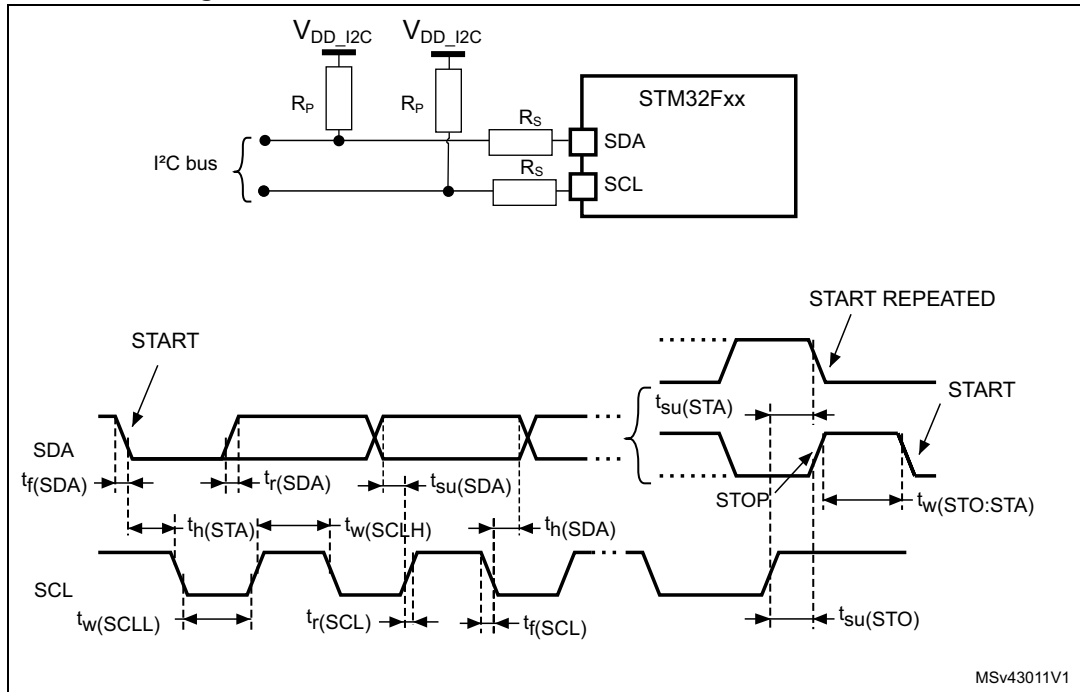 VDD_I2C VDD_I2C
STM32Fxx
RP RP
RS
SDA
I²C bus
RS
SCL
START REPEATED
START
START
tsu(STA)
SDA
tf(SDA) tr(SDA) tsu(SDA)
STOP
tw(STO:STA)
th(STA) tw(SCLH) th(SDA)
SCL
tw(SCLL) tr(SCL) tf(SCL) tsu(STO)
MSv43011V1